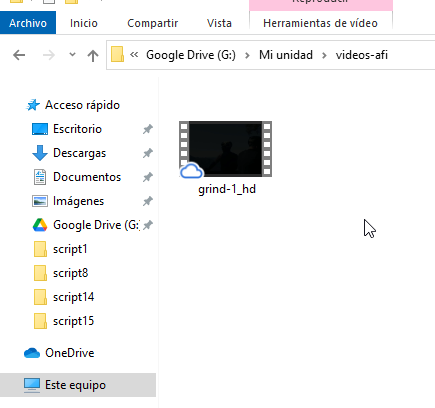 Reproducir
Archivo Inicio Compartir Vista Herramientas de vídeo
Google Drive (G:) Mi unidad videos-afi
Acceso rápido
Escritorio
Descargas
Documentos
Imágenes
Google Drive (G:
script1
script8
script14
script15
OneDrive
Este equipo
grind-1_hd